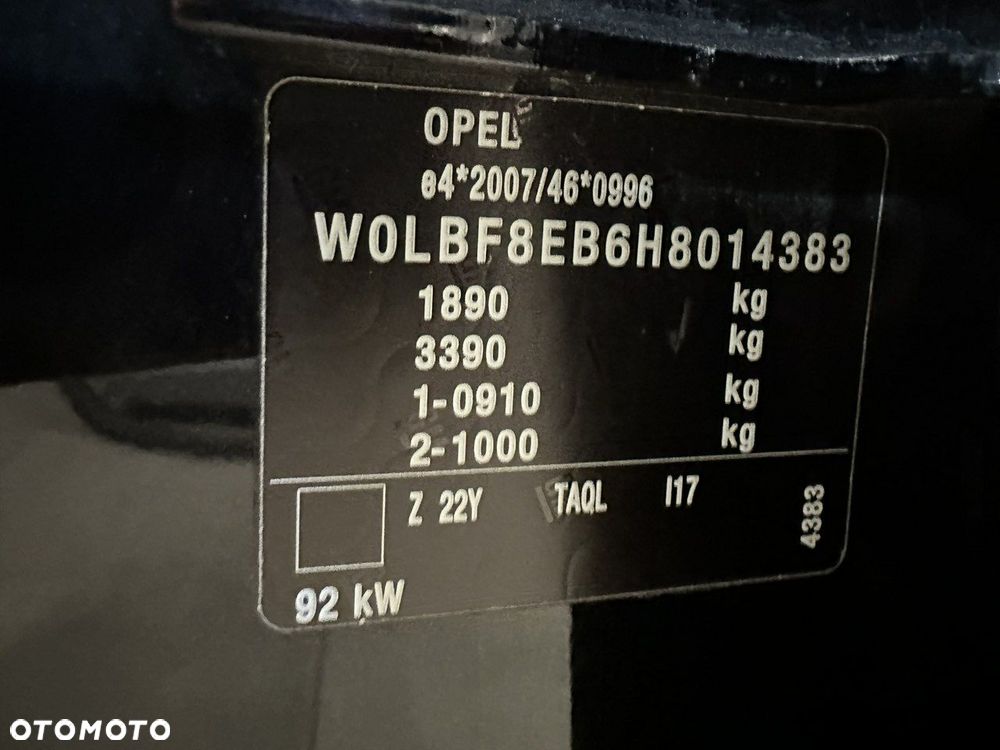 OPEL
e4*2007/46*0996
W0LBF8EB6H8014383
1890 kg
3390 kg
1-0910 kg
2-1000 kg
Z 22Y TAQL I17
4383
92 kW
OTOMOTO